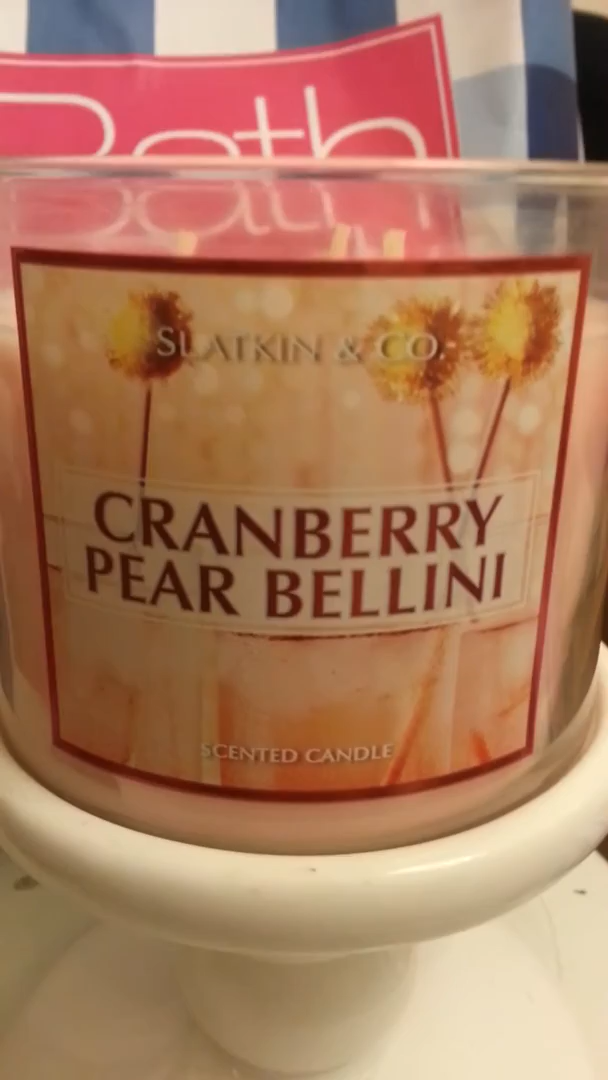 Bath
SLATKIN & CO.
CRANBERRY
PEAR BELLINI
SCENTED CANDLE